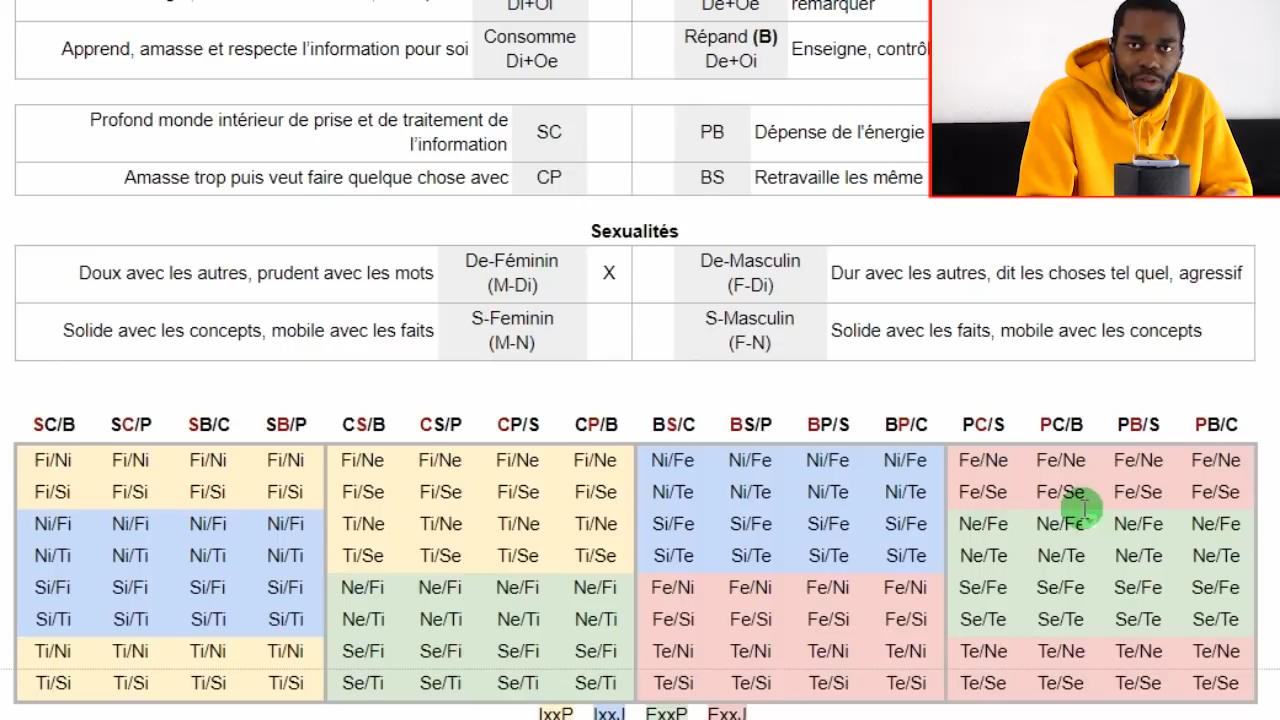 Di+Oi De+Oe remarquer
Apprend, amasse et respecte l'information pour soi Consomme Di+Oe Répand (B) De+Oi Enseigne, contrôl
Profond monde intérieur de prise et de traitement de l'information SC PB Dépense de l'énergie
Amasse trop puis veut faire quelque chose avec CP BS Retravaille les même
Sexualités
Doux avec les autres, prudent avec les mots De-Féminin (M-Di) X De-Masculin (F-Di) Dur avec les autres, dit les choses tel quel, agressif
Solide avec les concepts, mobile avec les faits S-Feminin (M-N) S-Masculin (F-N) Solide avec les faits, mobile avec les concepts
SC/B SC/P SB/C SB/P CS/B CS/P CP/S CP/B BS/C BS/P BP/S BP/C PC/S PC/B PB/S PB/C
Fi/Ni Fi/Ni Fi/Ni Fi/Ni Fi/Ne Fi/Ne Fi/Ne Fi/Ne Ni/Fe Ni/Fe Ni/Fe Ni/Fe Fe/Ne Fe/Ne Fe/Ne Fe/Ne
Fi/Si Fi/Si Fi/Si Fi/Si Fi/Se Fi/Se Fi/Se Fi/Se Ni/Te Ni/Te Ni/Te Ni/Te Fe/Se Fe/Se Fe/Se Fe/Se
Ni/Fi Ni/Fi Ni/Fi Ni/Fi Ti/Ne Ti/Ne Ti/Ne Ti/Ne Si/Fe Si/Fe Si/Fe Si/Fe Ne/Fe Ne/Fe Ne/Fe Ne/Fe
Ni/Ti Ni/Ti Ni/Ti Ni/Ti Ti/Se Ti/Se Ti/Se Ti/Se Si/Te Si/Te Si/Te Si/Te Ne/Te Ne/Te Ne/Te Ne/Te
Si/Fi Si/Fi Si/Fi Si/Fi Ne/Fi Ne/Fi Ne/Fi Ne/Fi Fe/Ni Fe/Ni Fe/Ni Fe/Ni Se/Fe Se/Fe Se/Fe Se/Fe
Si/Ti Si/Ti Si/Ti Si/Ti Ne/Ti Ne/Ti Ne/Ti Ne/Ti Fe/Si Fe/Si Fe/Si Fe/Si Se/Te Se/Te Se/Te Se/Te
Ti/Ni Ti/Ni Ti/Ni Ti/Ni Se/Fi Se/Fi Se/Fi Se/Fi Te/Ni Te/Ni Te/Ni Te/Ni Te/Ne Te/Ne Te/Ne Te/Ne
Ti/Si Ti/Si Ti/Si Ti/Si Se/Ti Se/Ti Se/Ti Se/Ti Te/Si Te/Si Te/Si Te/Si Te/Se Te/Se Te/Se Te/Se
IxxP IxxJ ExxP ExxJ